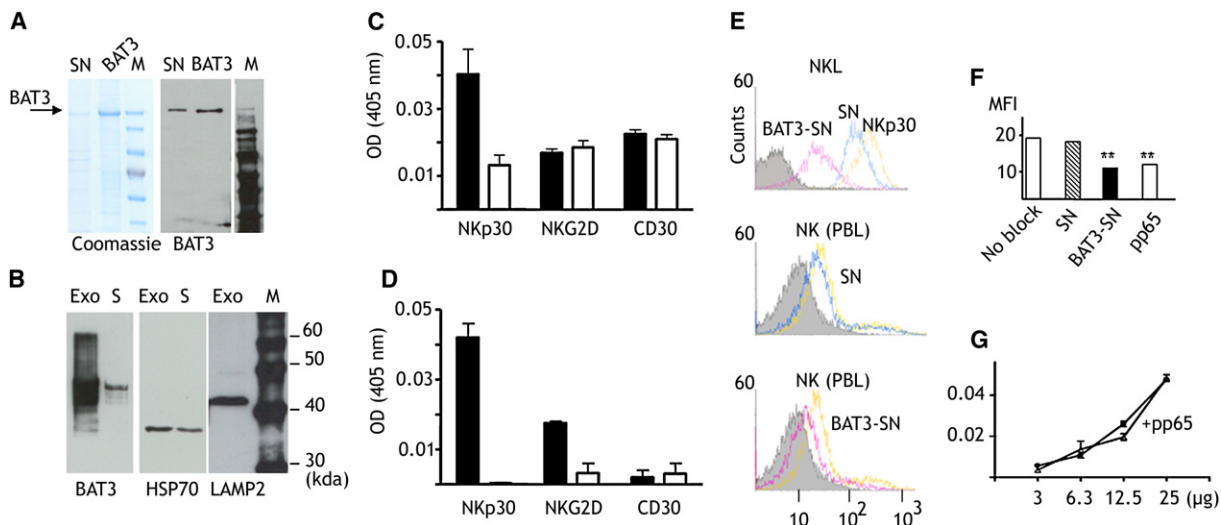 A
SN BAT3 M
SN BAT3 M
BAT3
Coomassie BAT3
B
Exo S Exo S Exo M
60
50
40
30
(kda)
BAT3 HSP70 LAMP2
C
0.05
0.03
0.01
OD (405 nm)
NKp30 NKG2D CD30
D
0.05
0.03
0.01
OD (405 nm)
NKp30 NKG2D CD30
E
60
NKL
Counts
BAT3-SN
SN
NKp30
60
NK (PBL)
SN
60
NK (PBL)
BAT3-SN
10 10² 10³
F
MFI
20
10
** **
No block SN BAT3-SN pp65
G
0.04
0.02
+pp65
3 6.3 12.5 25 (µg)